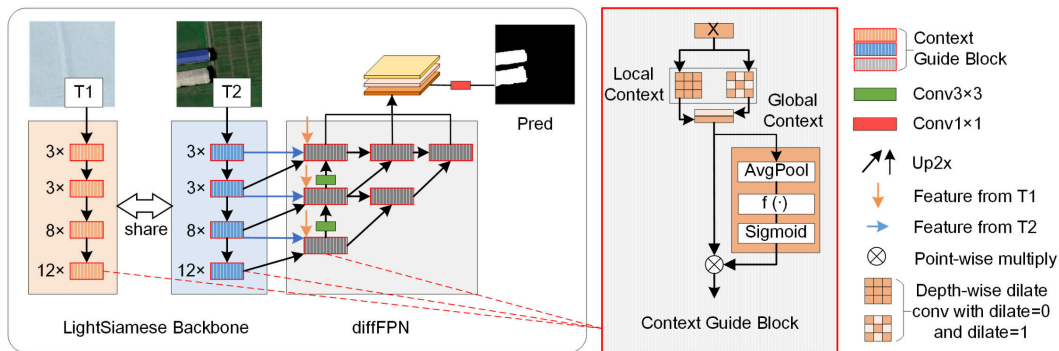 T1
T2
3×
3×
8×
12×
share
3×
3×
8×
12×
LightSiamese Backbone
diffFPN
Pred
X
Local
Context
Global
Context
AvgPool
f (·)
Sigmoid
Context Guide Block
Context
Guide Block
Conv3×3
Conv1×1
Up2x
Feature from T1
Feature from T2
Point-wise multiply
Depth-wise dilate
conv with dilate=0
and dilate=1